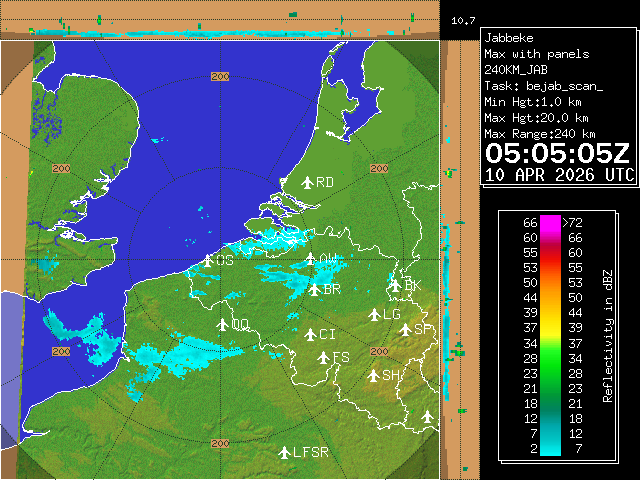 10.7
Jabbeke
Max with panels
240KM_JAB
Task: bejab_scan_
Min Hgt:1.0 km
Max Hgt:20.0 km
Max Range:240 km
05:05:05Z
10 APR 2026 UTC
200
200
200
RD
OS
AW
BR
BK
LG
SP
QO
CI
FS
SH
200
200
200
LFSR
66 >72
60 66
55 60
53 55
50 53
44 50
39 44
37 39
34 37
28 34
23 28
21 23
18 21
12 18
7 12
2 7
Reflectivity in dBZ